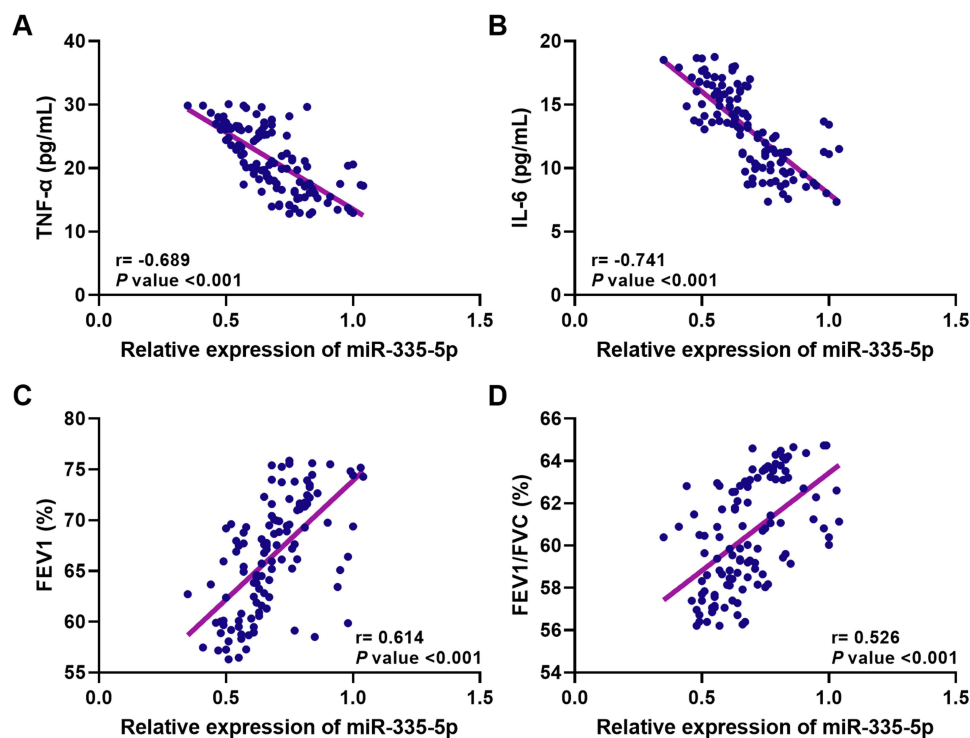 A
TNF-α (pg/mL)
40
30
20
10
0
r= -0.689
P value <0.001
0.0 0.5 1.0 1.5
Relative expression of miR-335-5p
B
IL-6 (pg/mL)
20
15
10
5
0
r= -0.741
P value <0.001
0.0 0.5 1.0 1.5
Relative expression of miR-335-5p
C
FEV1 (%)
80
75
70
65
60
55
r= 0.614
P value <0.001
0.0 0.5 1.0 1.5
Relative expression of miR-335-5p
D
FEV1/FVC (%)
66
64
62
60
58
56
54
r= 0.526
P value <0.001
0.0 0.5 1.0 1.5
Relative expression of miR-335-5p